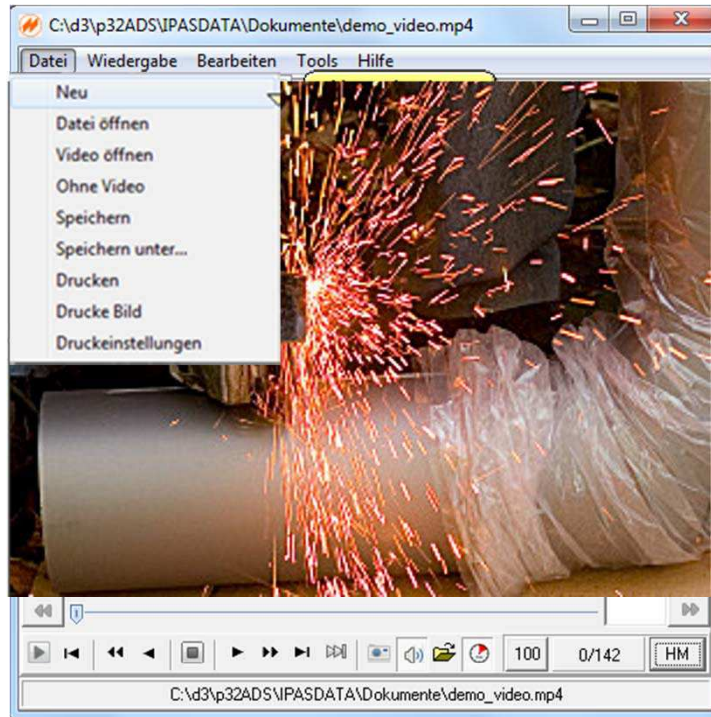 C:\d3\p32ADS\IPASDATA\Dokumente\demo_video.mp4
Datei Wiedergabe Bearbeiten Tools Hilfe
Neu
Datei öffnen
Video öffnen
Ohne Video
Speichern
Speichern unter...
Drucken
Drucke Bild
Druckeinstellungen
100 0/142 HM
C:\d3\p32ADS\IPASDATA\Dokumente\demo_video.mp4